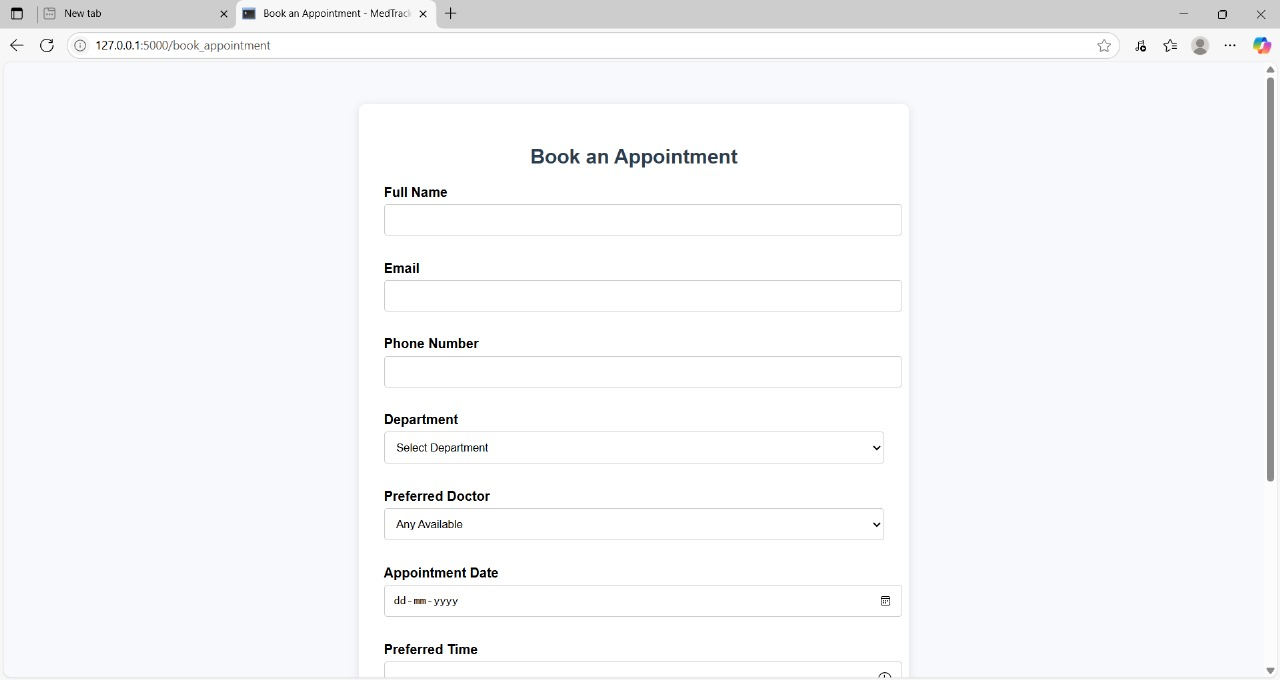 New tab
Book an Appointment - MedTrack
127.0.0.1:5000/book_appointment
Book an Appointment
Full Name
Email
Phone Number
Department
Select Department
Preferred Doctor
Any Available
Appointment Date
dd-mm-yyyy
Preferred Time